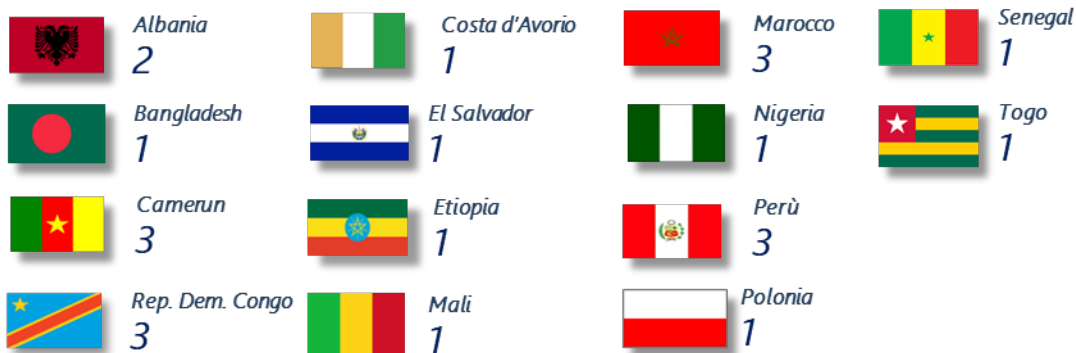 Albania
2
Bangladesh
1
Camerun
3
Rep. Dem. Congo
3
Costa d'Avorio
1
El Salvador
1
Etiopia
1
Mali
1
Marocco
3
Nigeria
1
Perù
3
Polonia
1
Senegal
1
Togo
1